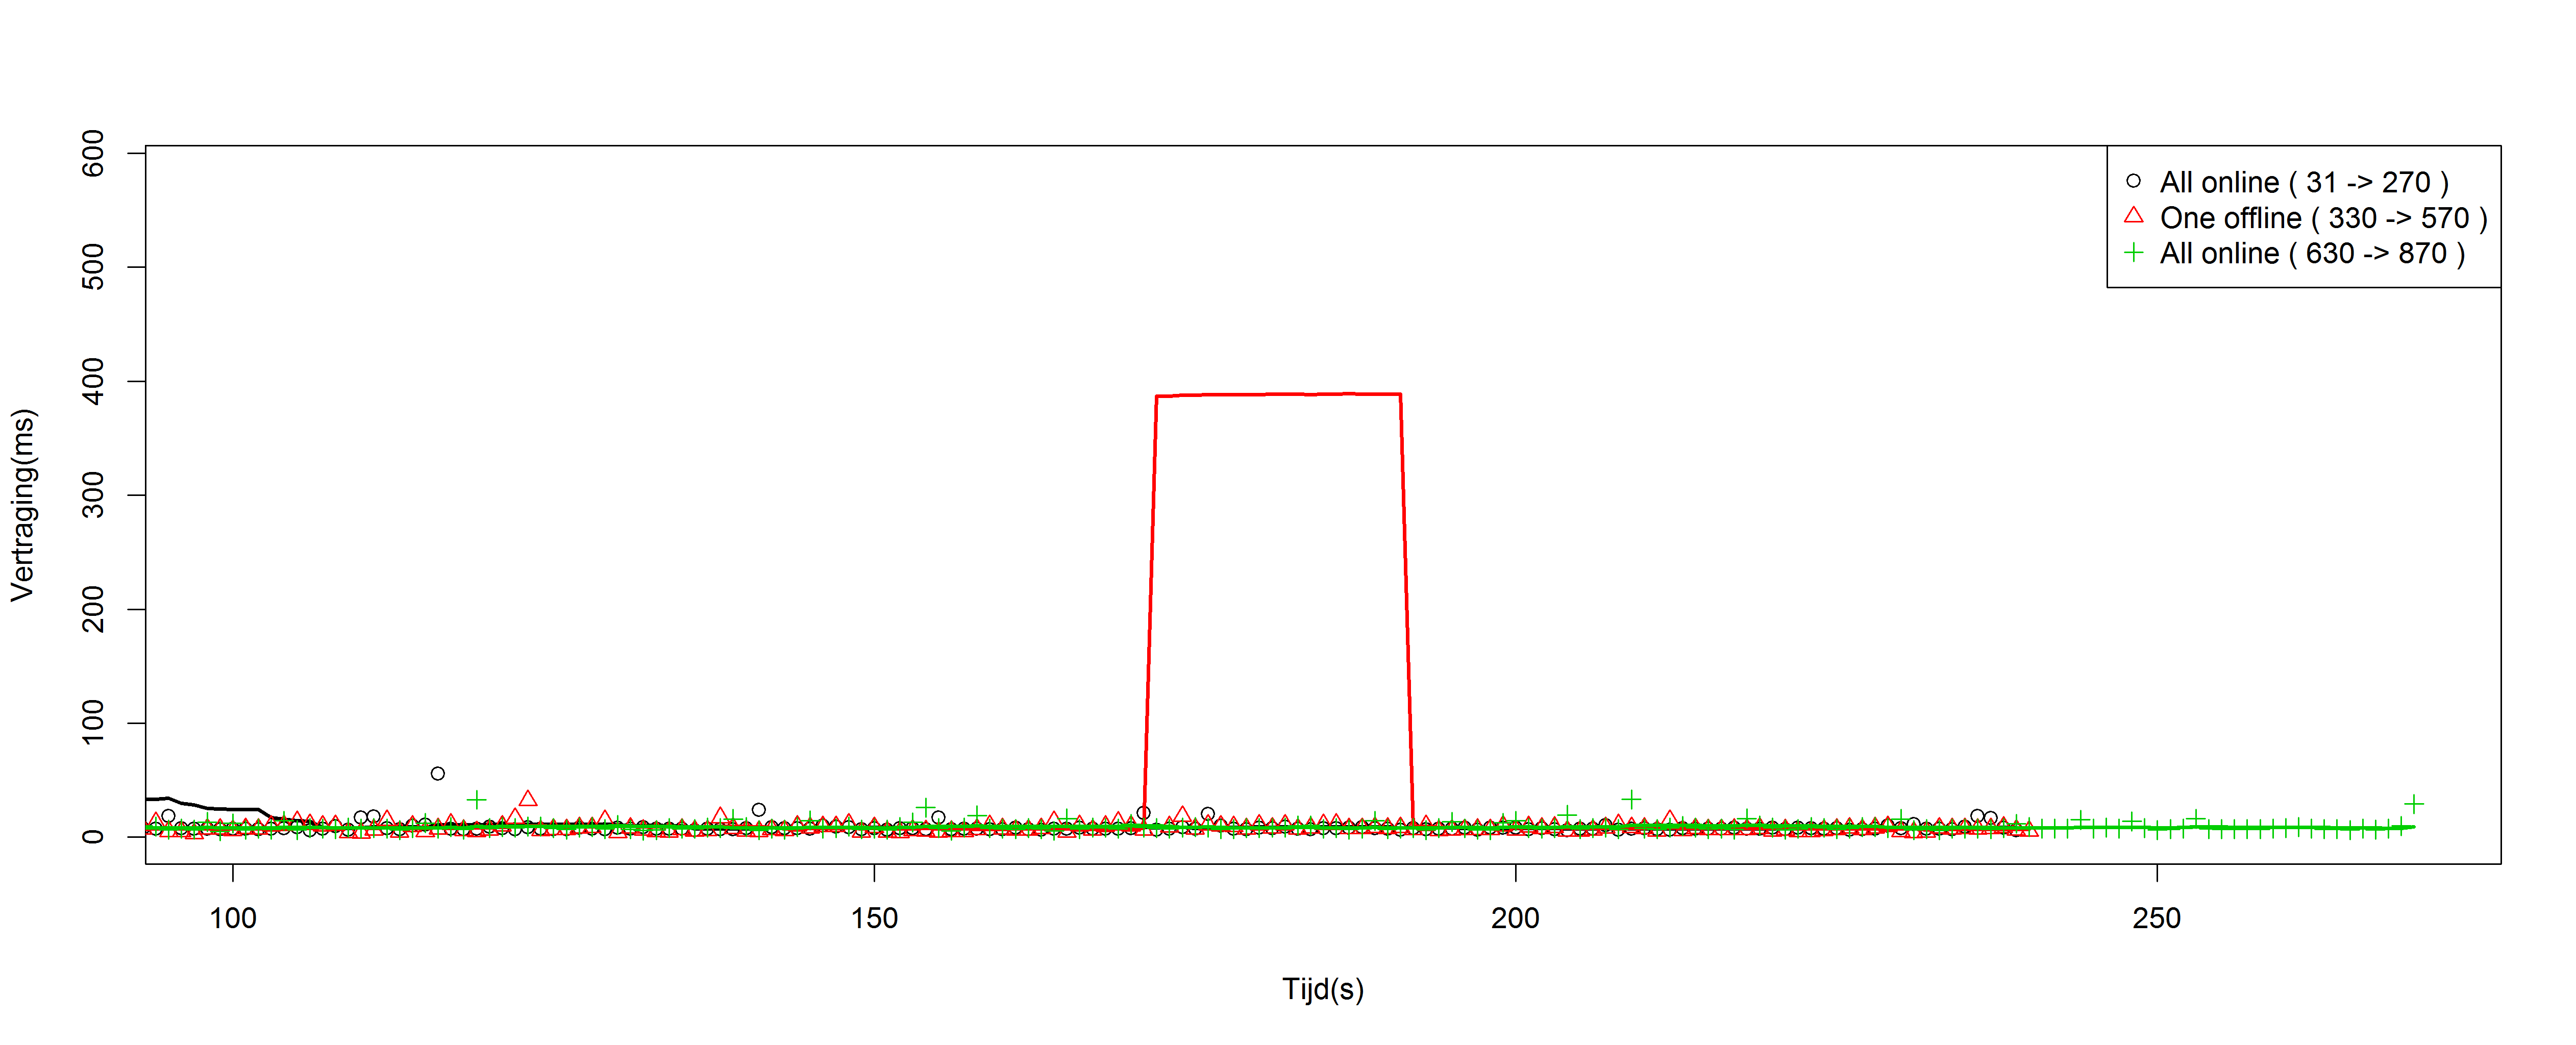 All online ( 31 -> 270 )
One offline ( 330 -> 570 )
All online ( 630 -> 870 )
Vertraging(ms)
600
500
400
300
200
100
0
100 150 200 250
Tijd(s)